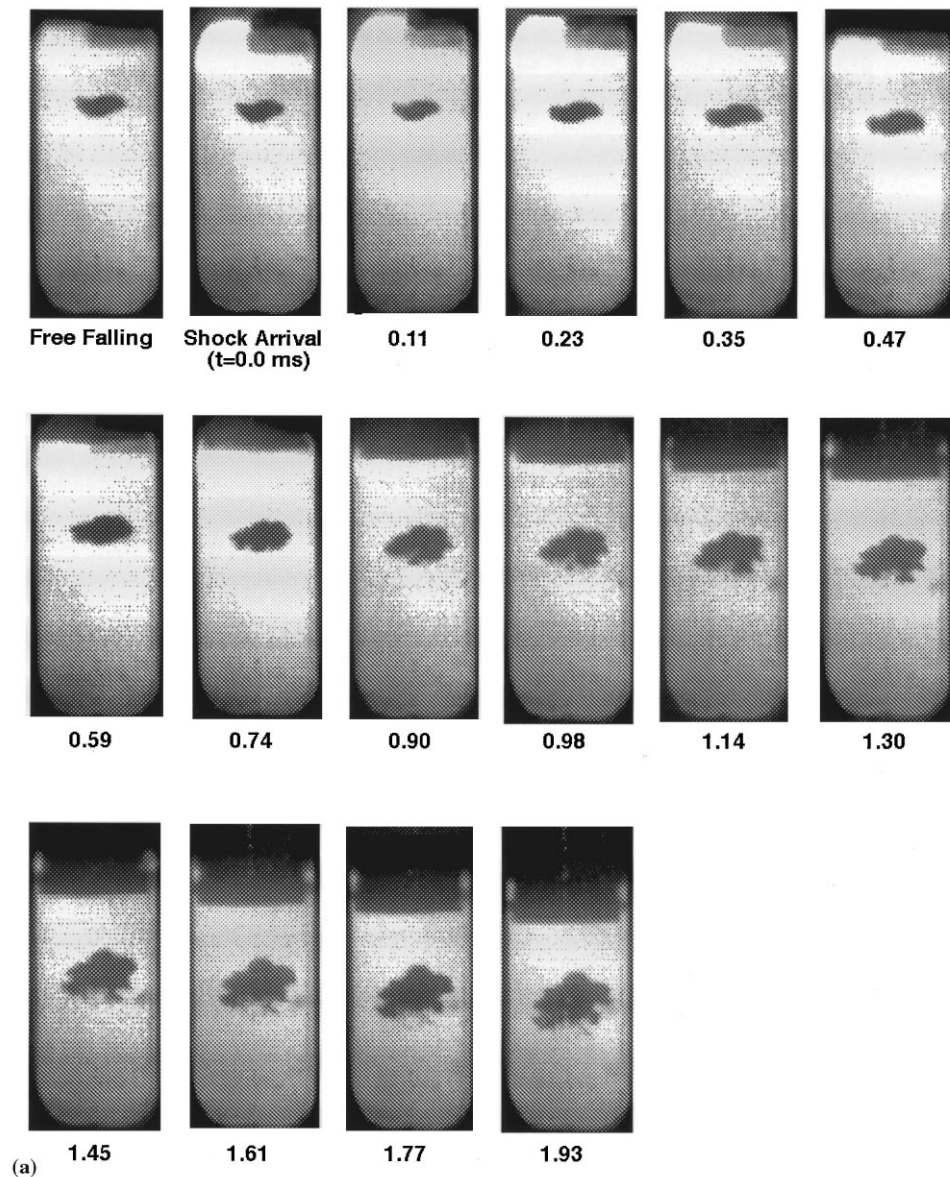 Free Falling Shock Arrival 0.11 0.23 0.35 0.47
(t=0.0 ms)
0.59 0.74 0.90 0.98 1.14 1.30
1.45 1.61 1.77 1.93
(a)